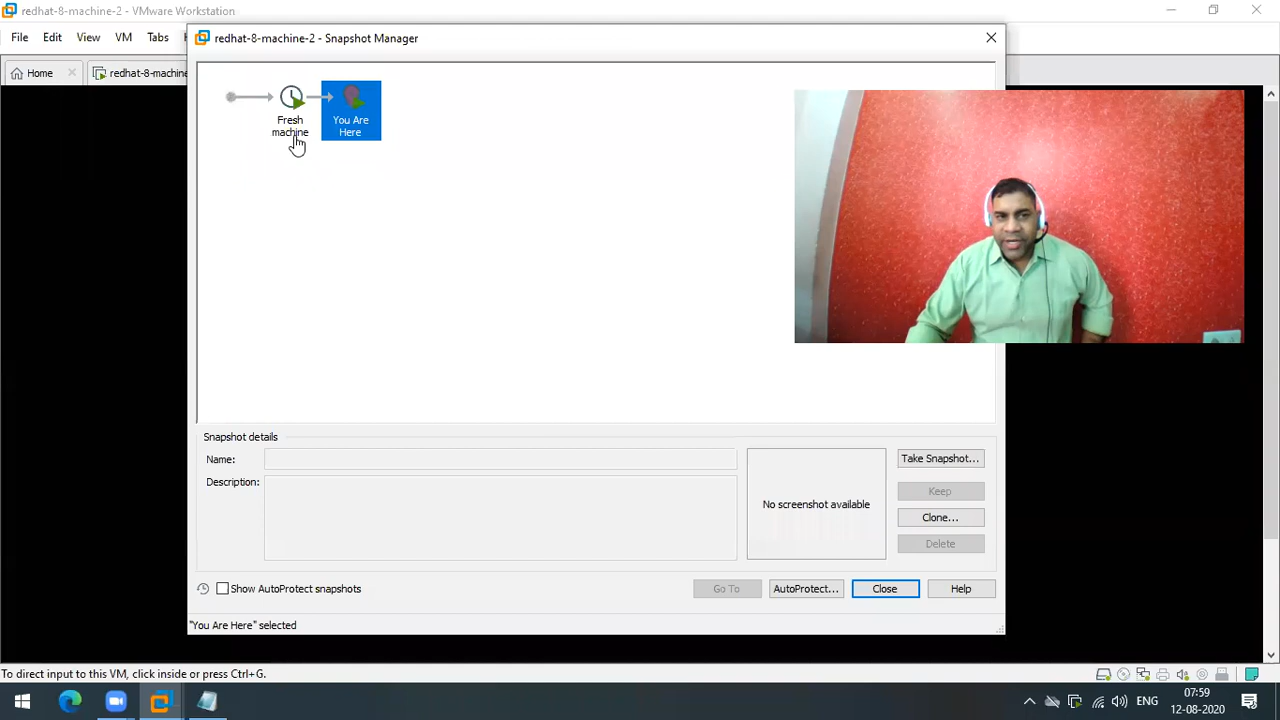 redhat-8-machine-2 - VMware Workstation
File Edit View VM Tabs
redhat-8-machine-2 - Snapshot Manager
Home
redhat-8-machine
Fresh machine
You Are Here
Snapshot details
Name:
Description:
No screenshot available
Take Snapshot...
Keep
Clone...
Delete
Show AutoProtect snapshots
Go To
AutoProtect...
Close
Help
"You Are Here" selected
To direct input to this VM, click inside or press Ctrl+G.
ENG
07:59
12-08-2020